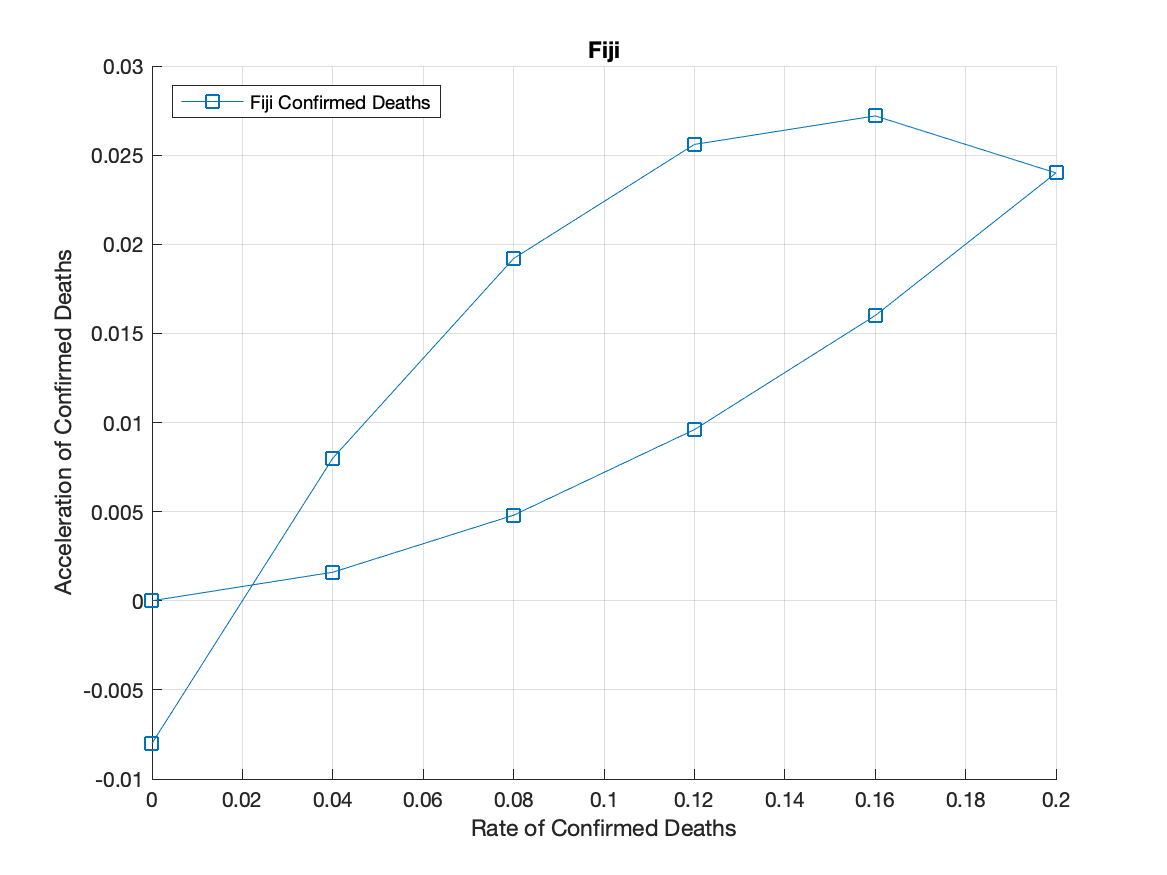 Fiji
Fiji Confirmed Deaths
0.03
0.025
0.02
0.015
0.01
0.005
0
-0.005
-0.01
Acceleration of Confirmed Deaths
0 0.02 0.04 0.06 0.08 0.1 0.12 0.14 0.16 0.18 0.2
Rate of Confirmed Deaths